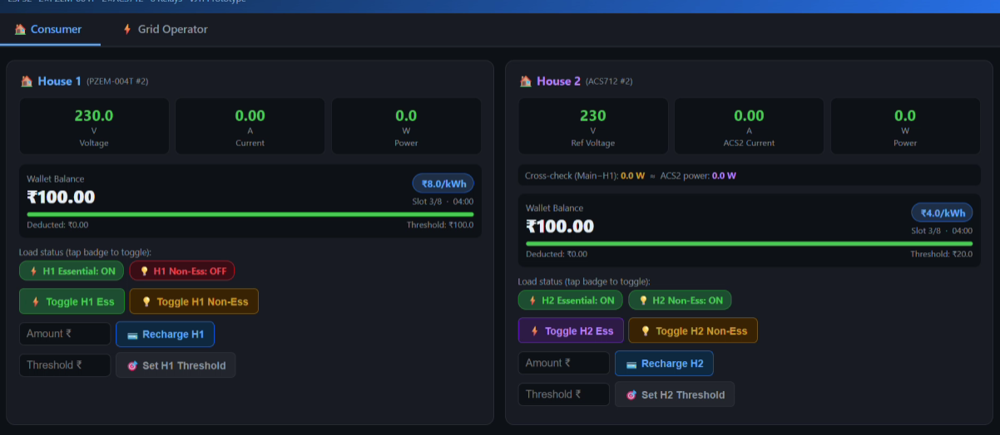 Consumer
Grid Operator
House 1 (PZEM-004T #2)
230.0
V
Voltage
0.00
A
Current
0.0
W
Power
Wallet Balance
₹100.00
₹8.0/kWh
Slot 3/8 · 04:00
Deducted: ₹0.00
Threshold: ₹100.0
Load status (tap badge to toggle):
H1 Essential: ON
H1 Non-Ess: OFF
Toggle H1 Ess
Toggle H1 Non-Ess
Amount ₹
Recharge H1
Threshold ₹
Set H1 Threshold
House 2 (ACS712 #2)
230
V
Ref Voltage
0.00
A
ACS2 Current
0.0
W
Power
Cross-check (Main−H1): 0.0 W ≈ ACS2 power: 0.0 W
Wallet Balance
₹100.00
₹4.0/kWh
Slot 3/8 · 04:00
Deducted: ₹0.00
Threshold: ₹20.0
Load status (tap badge to toggle):
H2 Essential: ON
H2 Non-Ess: ON
Toggle H2 Ess
Toggle H2 Non-Ess
Amount ₹
Recharge H2
Threshold ₹
Set H2 Threshold